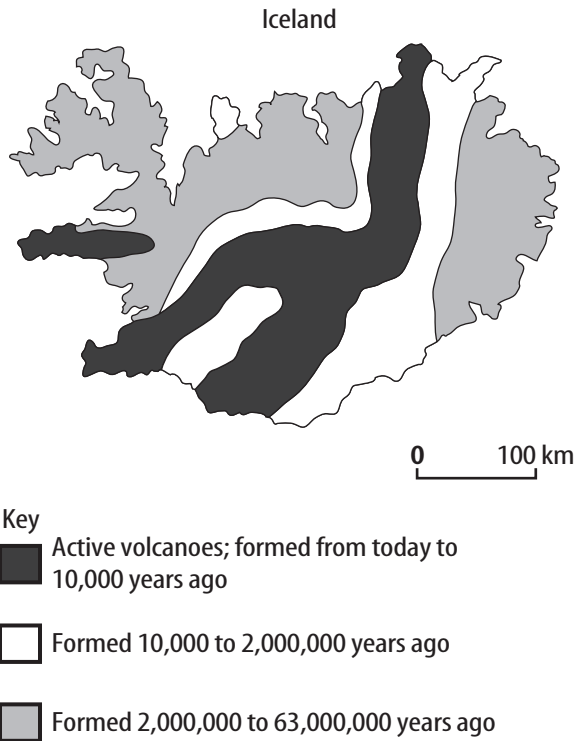 Iceland
0 100 km
Key
Active volcanoes; formed from today to
10,000 years ago
Formed 10,000 to 2,000,000 years ago
Formed 2,000,000 to 63,000,000 years ago